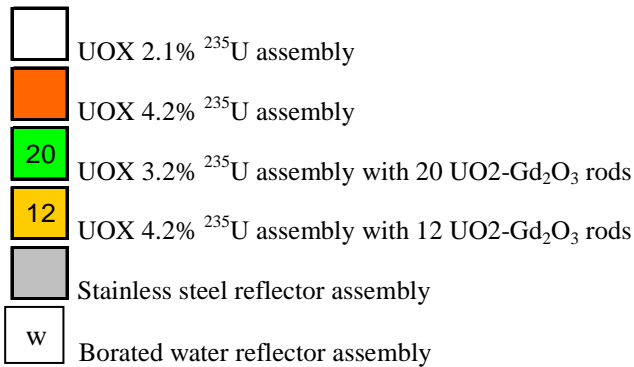 UOX 2.1% ²³⁵U assembly
UOX 4.2% ²³⁵U assembly
20 UOX 3.2% ²³⁵U assembly with 20 UO2-Gd₂O₃ rods
12 UOX 4.2% ²³⁵U assembly with 12 UO2-Gd₂O₃ rods
Stainless steel reflector assembly
w Borated water reflector assembly